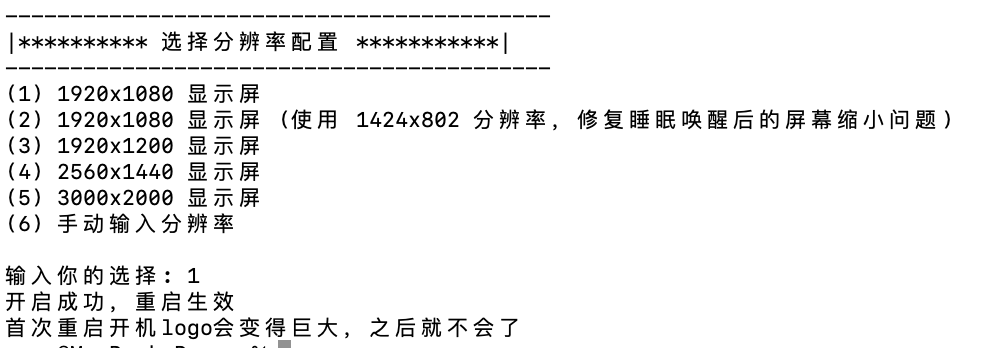 ------------------------------------------
|********** 选择分辨率配置 ***********|
------------------------------------------
(1) 1920x1080 显示屏
(2) 1920x1080 显示屏 (使用 1424x802 分辨率, 修复睡眠唤醒后的屏幕缩小问题)
(3) 1920x1200 显示屏
(4) 2560x1440 显示屏
(5) 3000x2000 显示屏
(6) 手动输入分辨率
输入你的选择: 1
开启成功, 重启生效
首次重启开机logo会变得巨大, 之后就不会了